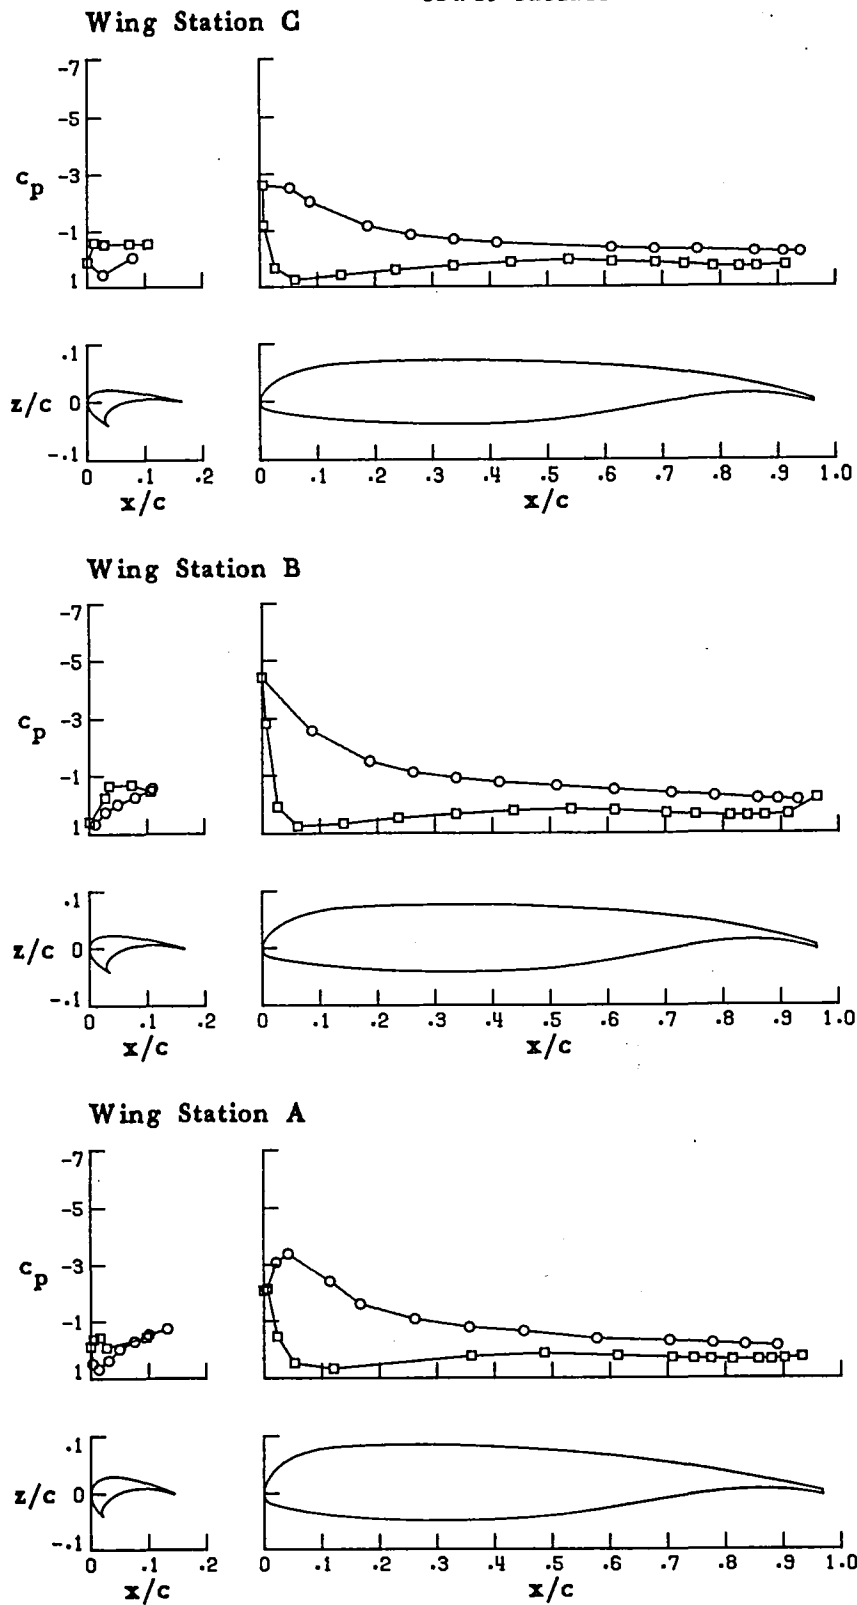 Wing Station C
-7
-5
-3
cp
-1
1
.1
z/c 0
-.1
0 .1 .2 0 .1 .2 .3 .4 .5 .6 .7 .8 .9 1.0
x/c x/c
Wing Station B
-7
-5
-3
cp
-1
1
.1
z/c 0
-.1
0 .1 .2 0 .1 .2 .3 .4 .5 .6 .7 .8 .9 1.0
x/c x/c
Wing Station A
-7
-5
-3
cp
-1
1
.1
z/c 0
-.1
0 .1 .2 0 .1 .2 .3 .4 .5 .6 .7 .8 .9 1.0
x/c x/c